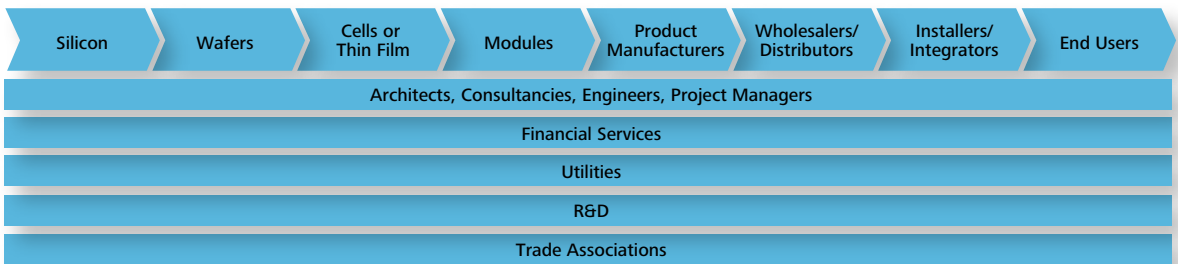 Silicon
Wafers
Cells or
Thin Film
Modules
Product
Manufacturers
Wholesalers/
Distributors
Installers/
Integrators
End Users
Architects, Consultancies, Engineers, Project Managers
Financial Services
Utilities
R&D
Trade Associations